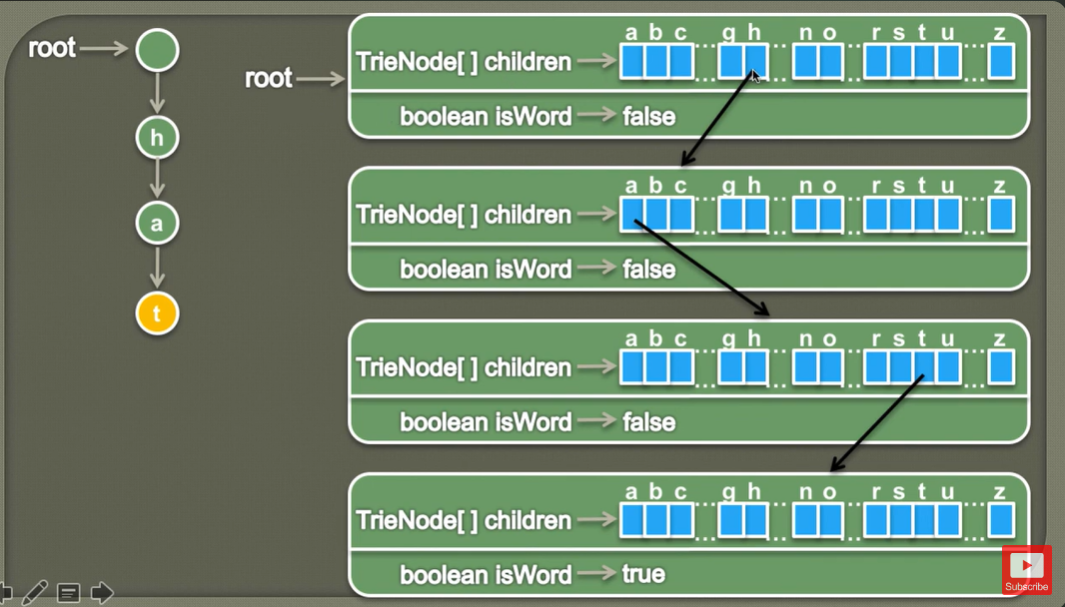 root
h
a
t
root
a b c ... g h ... n o ... r s t u ... z
TrieNode[ ] children
boolean isWord false
a b c ... g h ... n o ... r s t u ... z
TrieNode[ ] children
boolean isWord false
a b c ... g h ... n o ... r s t u ... z
TrieNode[ ] children
boolean isWord false
a b c ... g h ... n o ... r s t u ... z
TrieNode[ ] children
boolean isWord true
Subscribe